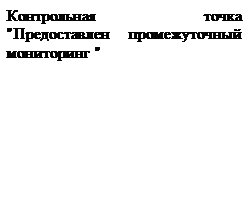 Контрольная точка
"Предоставлен промежуточный
мониторинг "